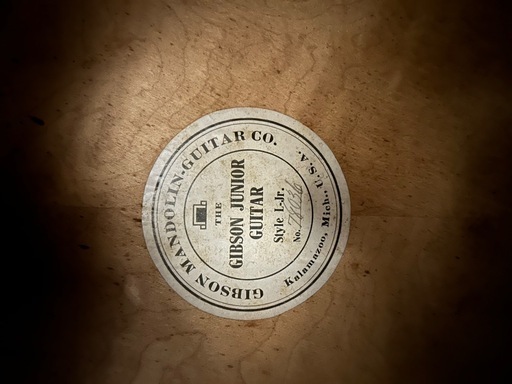 GIBSON MANDOLIN-GUITAR CO.
THE
GIBSON JUNIOR
GUITAR
Style L-Jr.
No.
Kalamazoo, Mich., U.S.A.